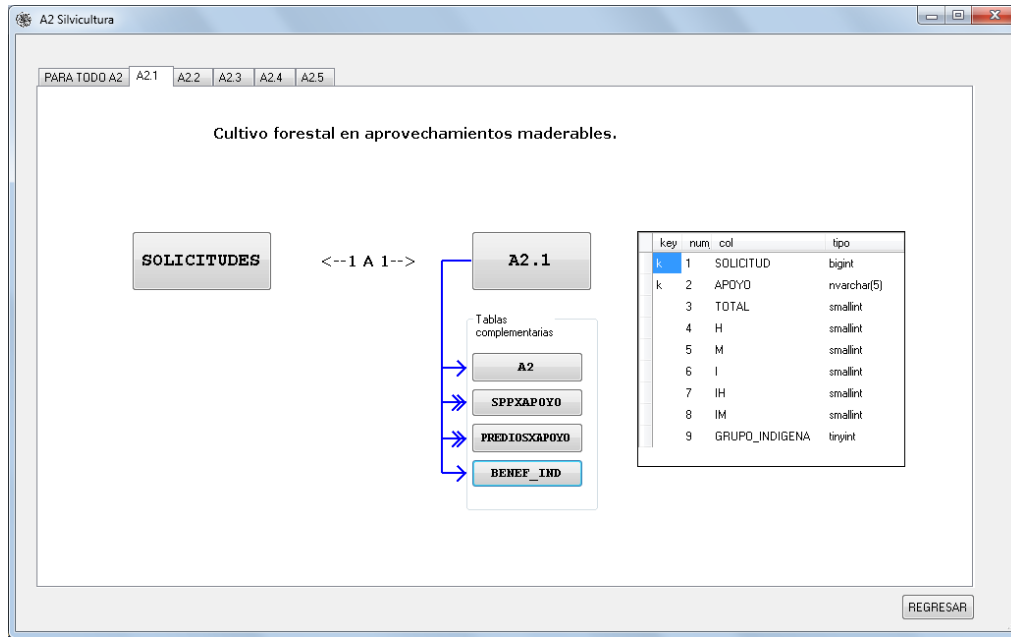 A2 Silvicultura
PARA TODO A2 A2.1 A2.2 A2.3 A2.4 A2.5
Cultivo forestal en aprovechamientos maderables.
SOLICITUDES <--1 A 1--> A2.1
Tablas
complementarias
A2
SPPXAPOYO
PREDIOSXAPOYO
BENEF_IND
key num col tipo
k 1 SOLICITUD bigint
k 2 APOYO nvarchar(5)
3 TOTAL smallint
4 H smallint
5 M smallint
6 I smallint
7 IH smallint
8 IM smallint
9 GRUPO_INDIGENA tinyint
REGRESAR